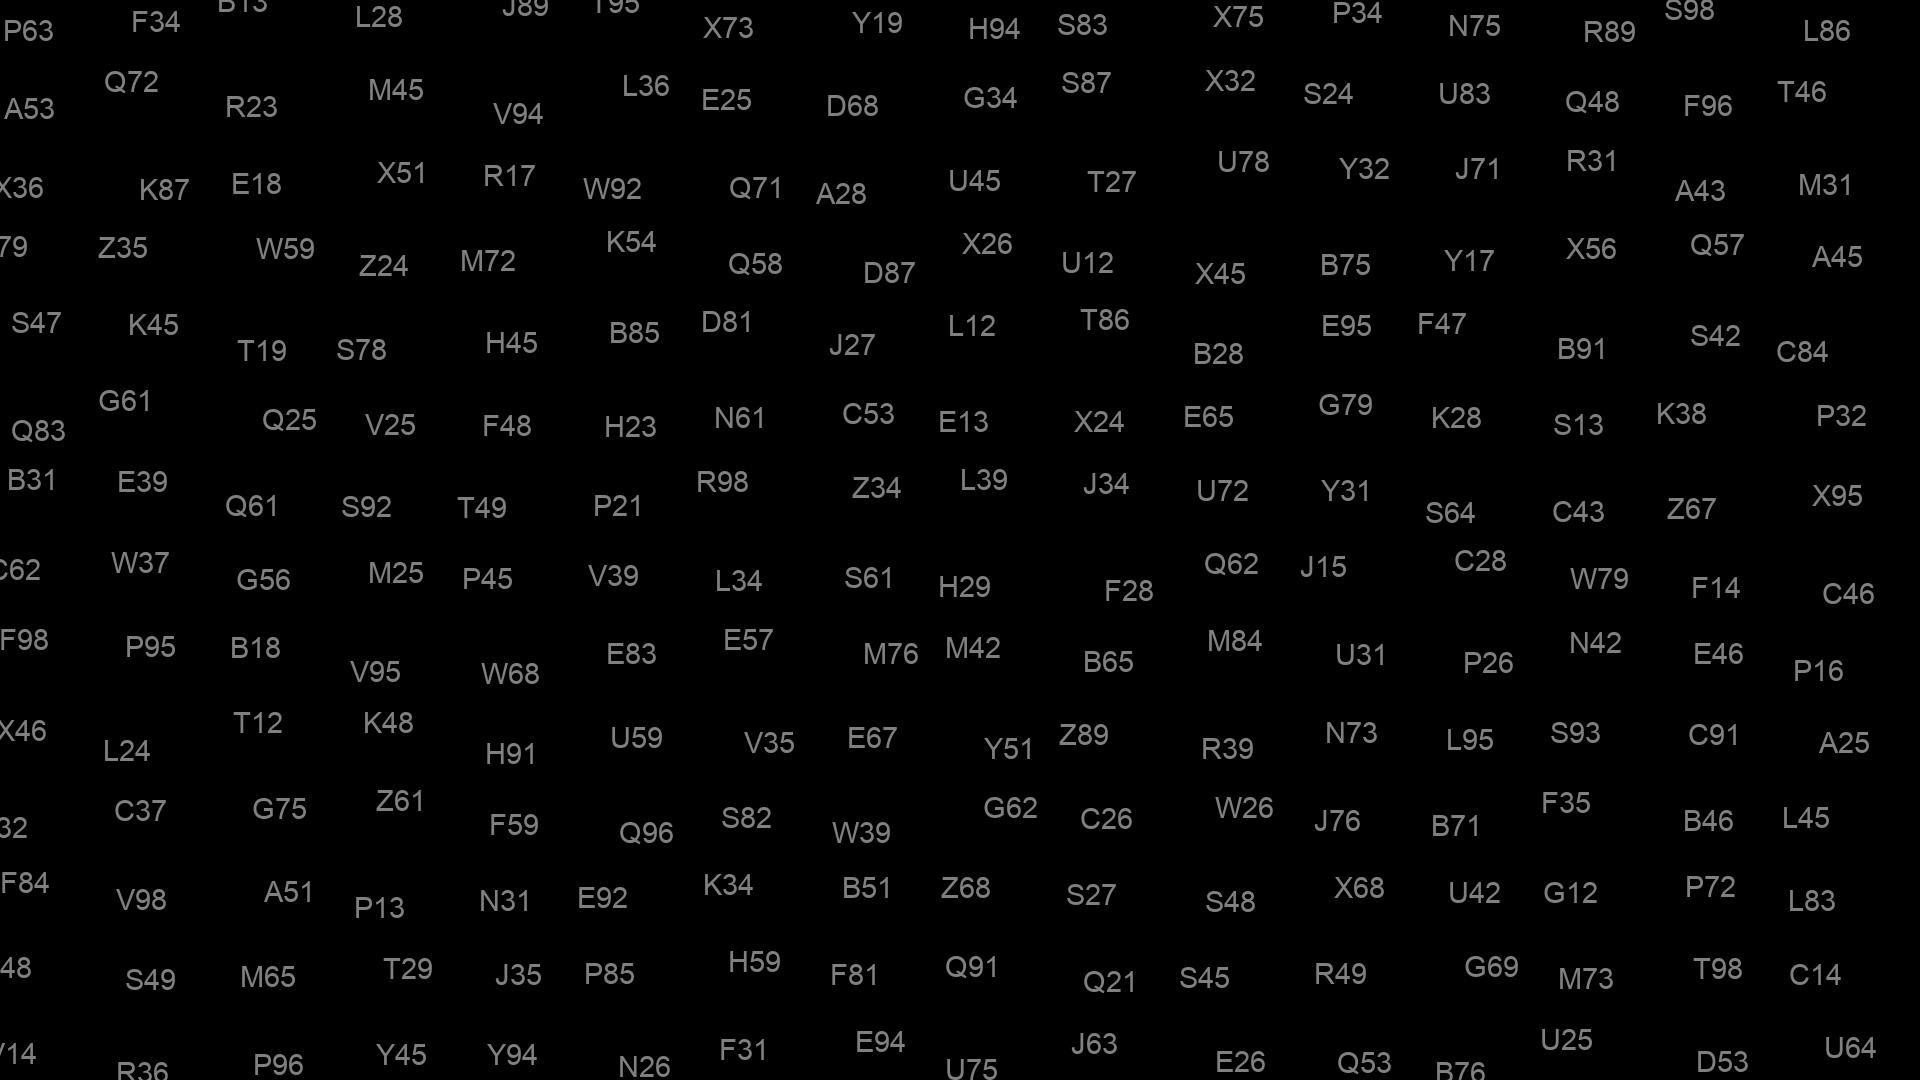 P63 F34 B13 L28 J89 T95 X73 Y19 H94 S83 X75 P34 N75 R89 S98 L86
A53 Q72 R23 M45 V94 L36 E25 D68 G34 S87 X32 S24 U83 Q48 F96 T46
X36 K87 E18 X51 R17 W92 Q71 A28 U45 T27 U78 Y32 J71 R31 A43 M31
79 Z35 W59 Z24 M72 K54 Q58 D87 X26 U12 X45 B75 Y17 X56 Q57 A45
S47 K45 T19 S78 H45 B85 D81 J27 L12 T86 B28 E95 F47 B91 S42 C84
Q83 G61 Q25 V25 F48 H23 N61 C53 E13 X24 E65 G79 K28 S13 K38 P32
B31 E39 Q61 S92 T49 P21 R98 Z34 L39 J34 U72 Y31 S64 C43 Z67 X95
C62 W37 G56 M25 P45 V39 L34 S61 H29 F28 Q62 J15 C28 W79 F14 C46
F98 P95 B18 V95 W68 E83 E57 M76 M42 B65 M84 U31 P26 N42 E46 P16
X46 L24 T12 K48 H91 U59 V35 E67 Y51 Z89 R39 N73 L95 S93 C91 A25
32 C37 G75 Z61 F59 Q96 S82 W39 G62 C26 W26 J76 B71 F35 B46 L45
F84 V98 A51 P13 N31 E92 K34 B51 Z68 S27 S48 X68 U42 G12 P72 L83
48 S49 M65 T29 J35 P85 H59 F81 Q91 Q21 S45 R49 G69 M73 T98 C14
14 R36 P96 Y45 Y94 N26 F31 E94 U75 J63 E26 Q53 B76 U25 D53 U64